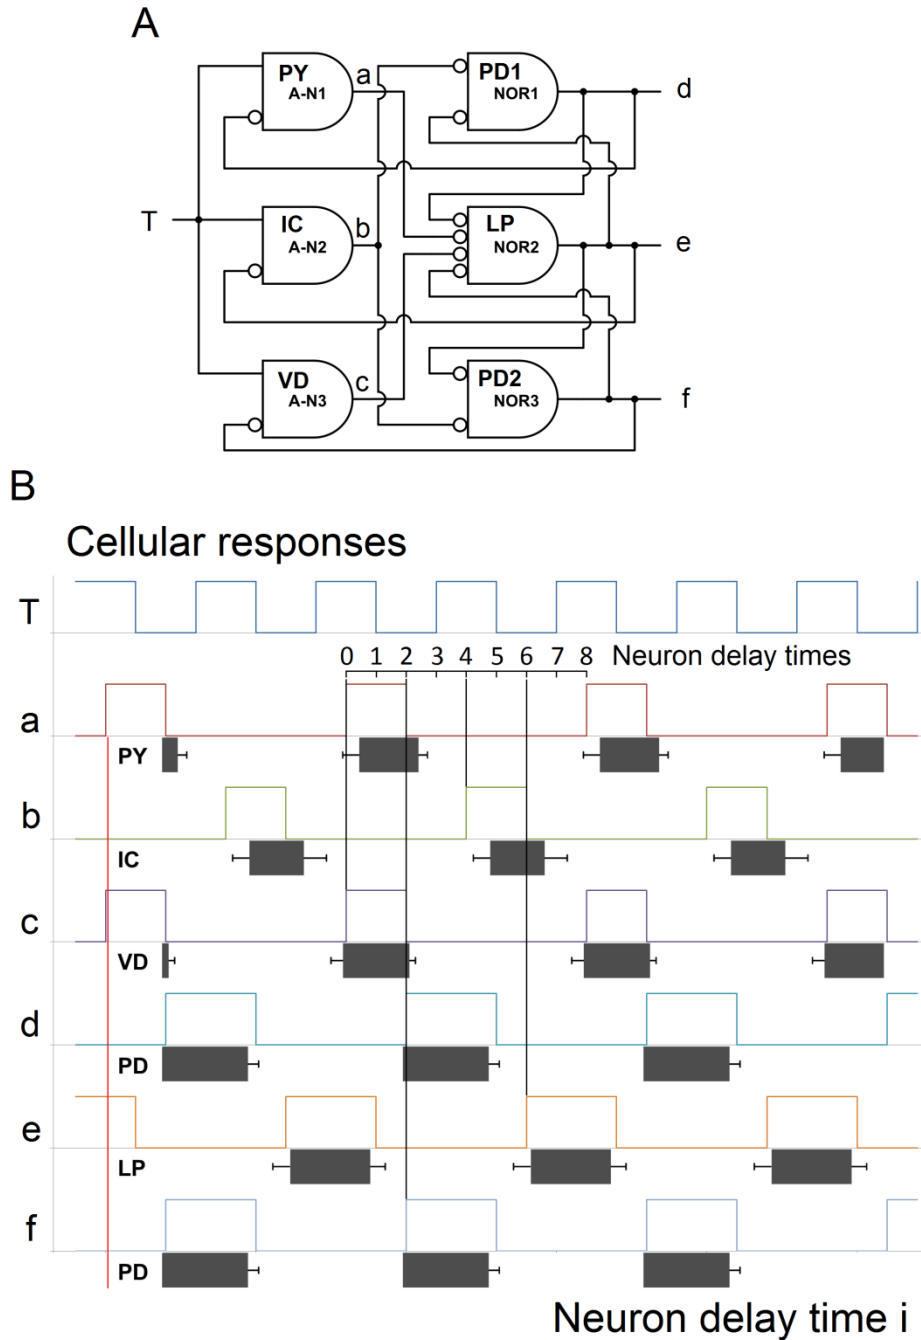 A
PY
A-N1
a
PD1
NOR1
d
T
IC
A-N2
b
LP
NOR2
e
VD
A-N3
c
PD2
NOR3
f
B
Cellular responses
T
0 1 2 3 4 5 6 7 8 Neuron delay times
a
PY
b
IC
c
VD
d
PD
e
LP
f
PD
Neuron delay time i